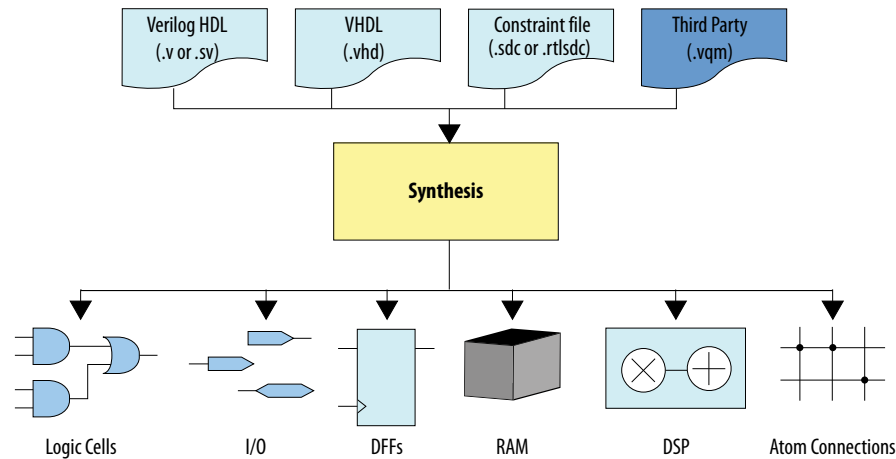 Verilog HDL
(.v or .sv)
VHDL
(.vhd)
Constraint file
(.sdc or .rtlsdc)
Third Party
(.vqm)
Synthesis
Logic Cells
I/O
DFFs
RAM
DSP
Atom Connections